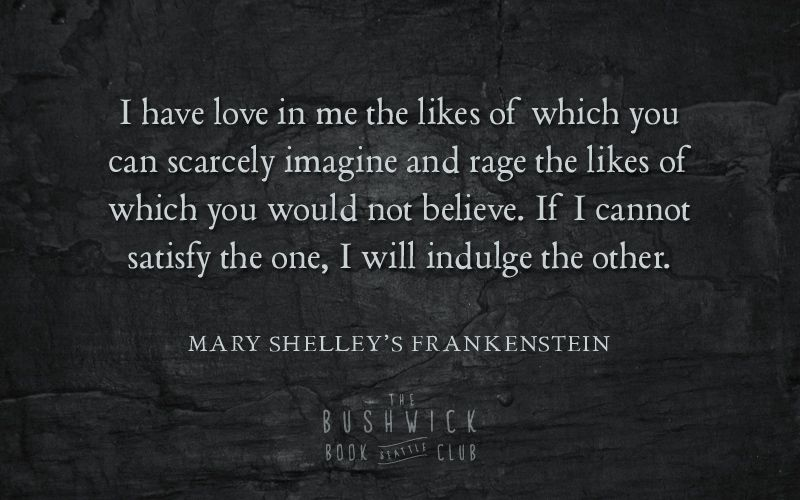 I have love in me the likes of which you
can scarcely imagine and rage the likes of
which you would not believe. If I cannot
satisfy the one, I will indulge the other.
MARY SHELLEY’S FRANKENSTEIN
THE
BUSHWICK
BOOK SEATTLE CLUB